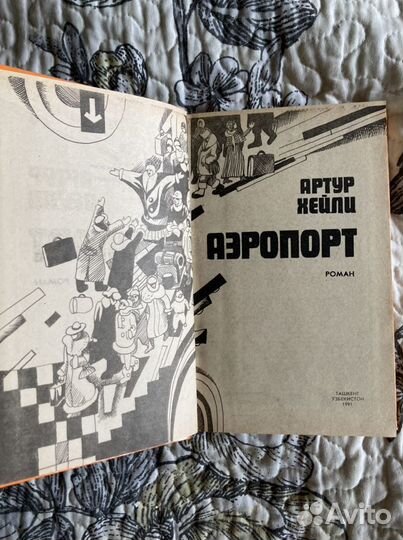 АРТУР
ХЕЙЛИ
АЭРОПОРТ
РОМАН
ТАШКЕНТ
УЗБЕКИСТОН
1991
Avito